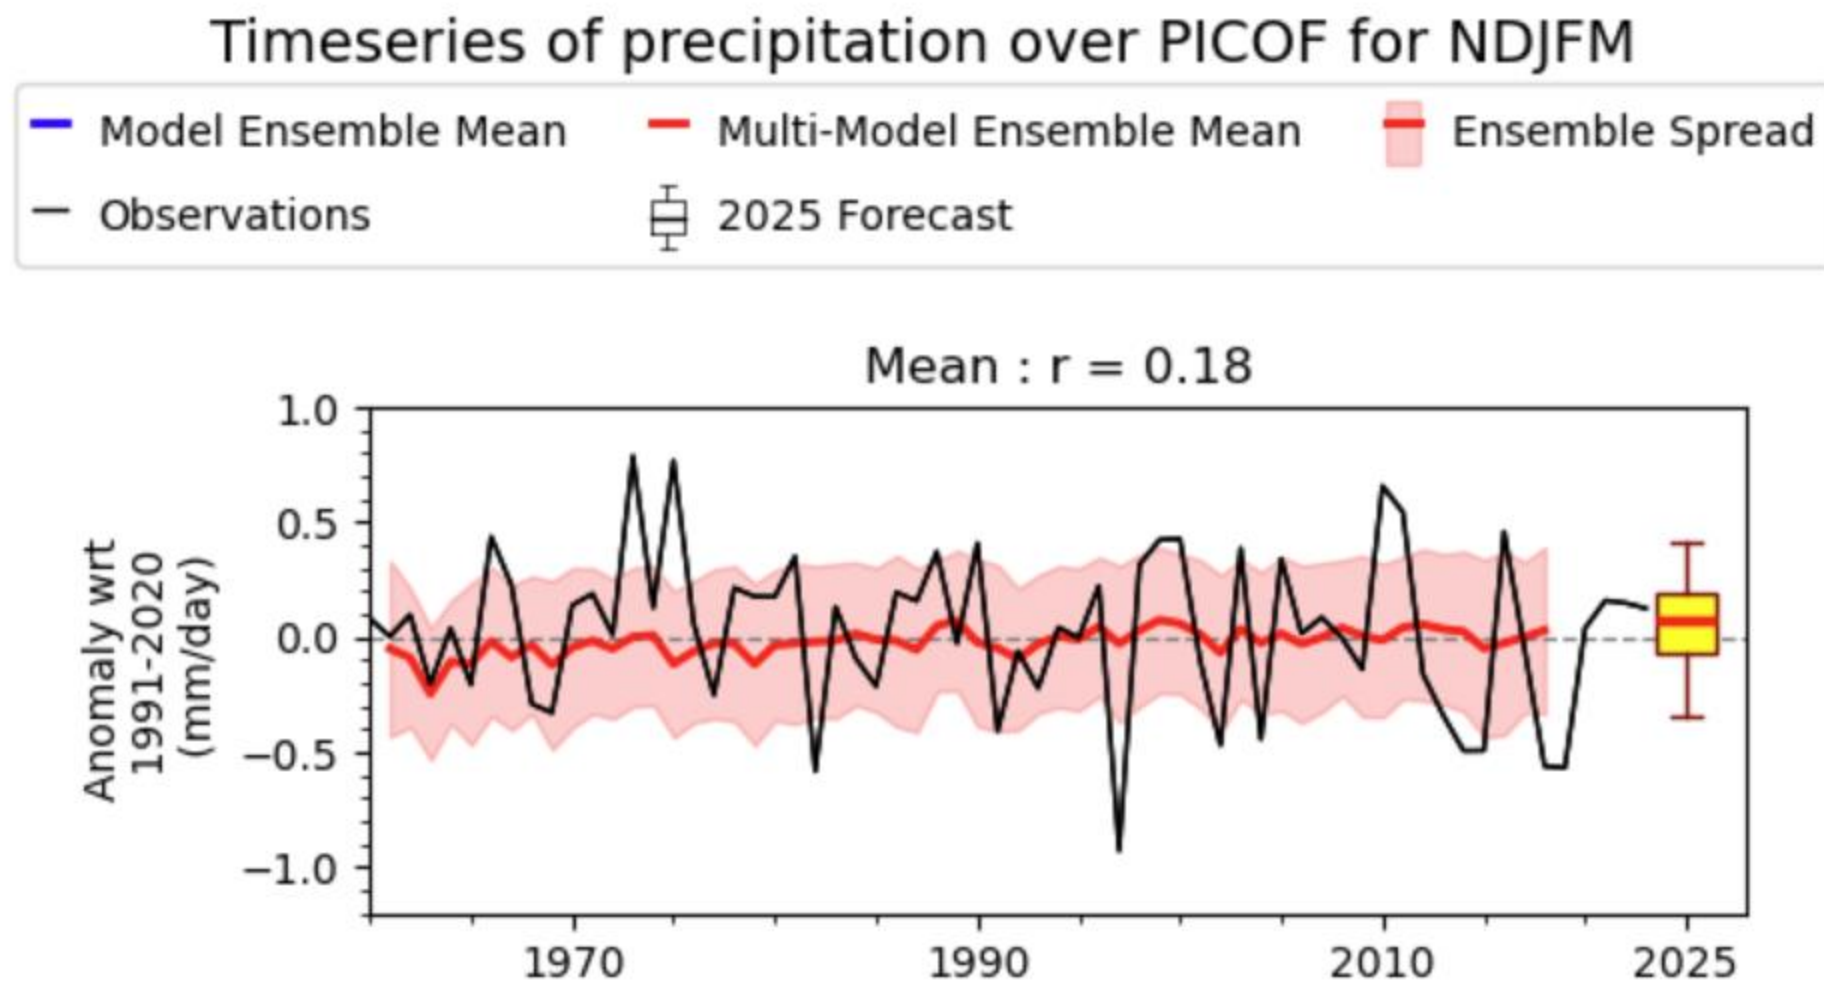 Timeseries of precipitation over PICOF for NDJFM
Model Ensemble Mean
Multi-Model Ensemble Mean
Ensemble Spread
Observations
2025 Forecast
Mean : r = 0.18
Anomaly wrt
1991-2020
(mm/day)
1.0
0.5
0.0
−0.5
−1.0
1970
1990
2010
2025